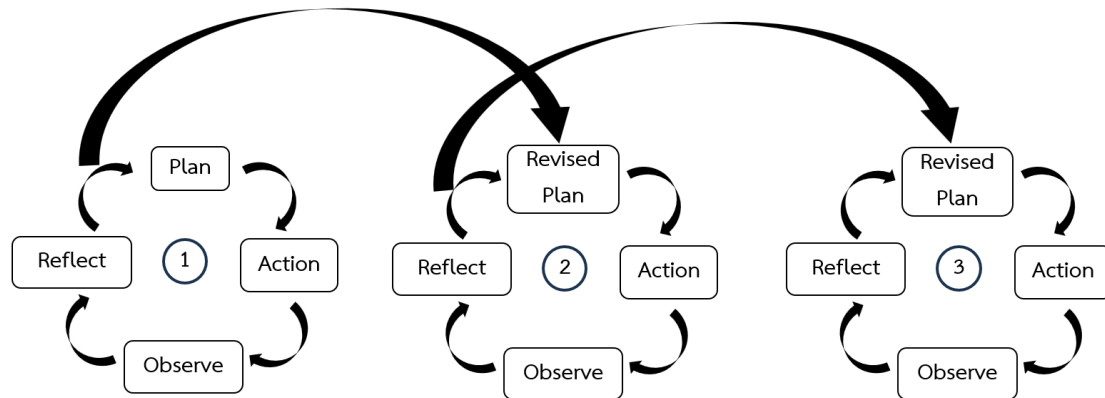 Plan
Reflect
1
Action
Observe
Revised
Plan
Reflect
2
Action
Observe
Revised
Plan
Reflect
3
Action
Observe